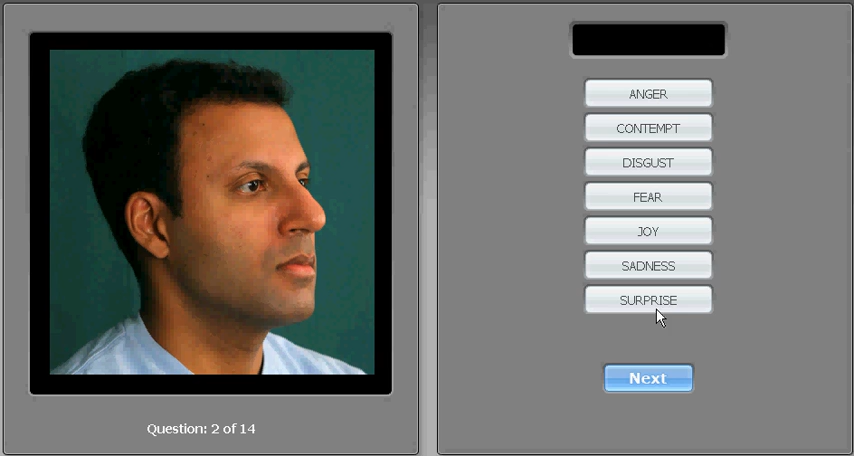 ANGER
CONTEMPT
DISGUST
FEAR
JOY
SADNESS
SURPRISE
Next
Question: 2 of 14